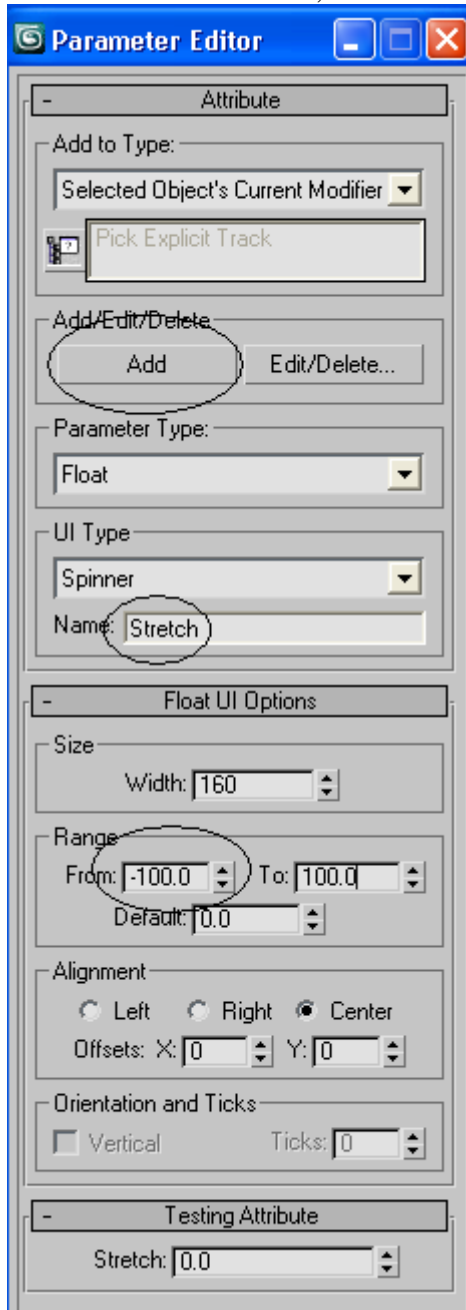 Parameter Editor
- Attribute
Add to Type:
Selected Object's Current Modifier
Pick Explicit Track
Add/Edit/Delete
Add Edit/Delete...
Parameter Type:
Float
UI Type
Spinner
Name: Stretch
- Float UI Options
Size
Width: 160
Range
From: -100.0 To: 100.0
Default: 0.0
Alignment
Left Right Center
Offsets: X: 0 Y: 0
Orientation and Ticks
Vertical Ticks: 0
- Testing Attribute
Stretch: 0.0